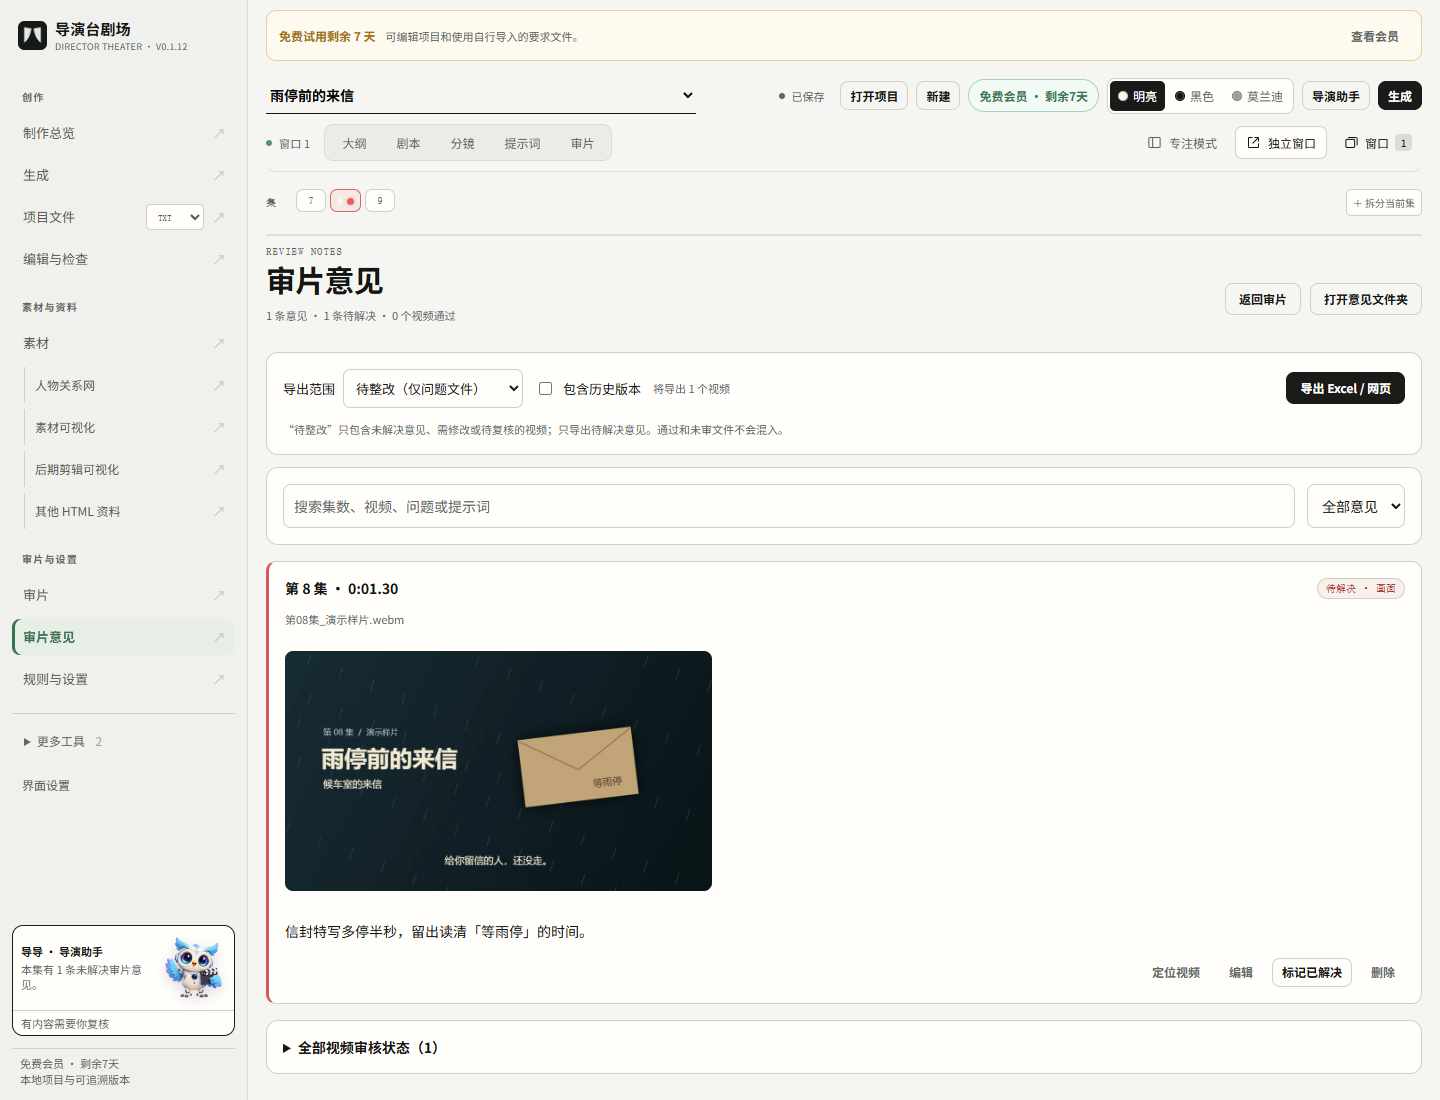 导演台剧场
DIRECTOR THEATER · V0.1.12
创作
制作总览
生成
项目文件 TXT
编辑与检查
素材与资料
素材
人物关系网
素材可视化
后期剪辑可视化
其他 HTML 资料
审片与设置
审片
审片意见
规则与设置
更多工具 2
界面设置
导导 · 导演助手
本集有 1 条未解决审片意见。
有内容需要你复核
免费会员 · 剩余7天
本地项目与可追溯版本
免费试用剩余 7 天 可编辑项目和使用自行导入的要求文件。 查看会员
雨停前的来信 已保存 打开项目 新建 免费会员 · 剩余7天 明亮 黑色 莫兰迪 导演助手 生成
窗口 1 大纲 剧本 分镜 提示词 审片 专注模式 独立窗口 窗口 1
集 7 9 + 拆分当前集
REVIEW NOTES
审片意见
1 条意见 · 1 条待解决 · 0 个视频通过
返回审片 打开意见文件夹
导出范围 待整改（仅问题文件） 包含历史版本 将导出 1 个视频 导出 Excel / 网页
“待整改”只包含未解决意见、需修改或待复核的视频；只导出待解决意见。通过和未审文件不会混入。
搜索集数、视频、问题或提示词 全部意见
第 8 集 · 0:01.30 待解决 · 画面
第08集_演示样片.webm
第 08 集 / 演示样片
雨停前的来信
候车室的来信
等雨停
给你留信的人，还没走。
信封特写多停半秒，留出读清「等雨停」的时间。
定位视频 编辑 标记已解决 删除
全部视频审核状态（1）